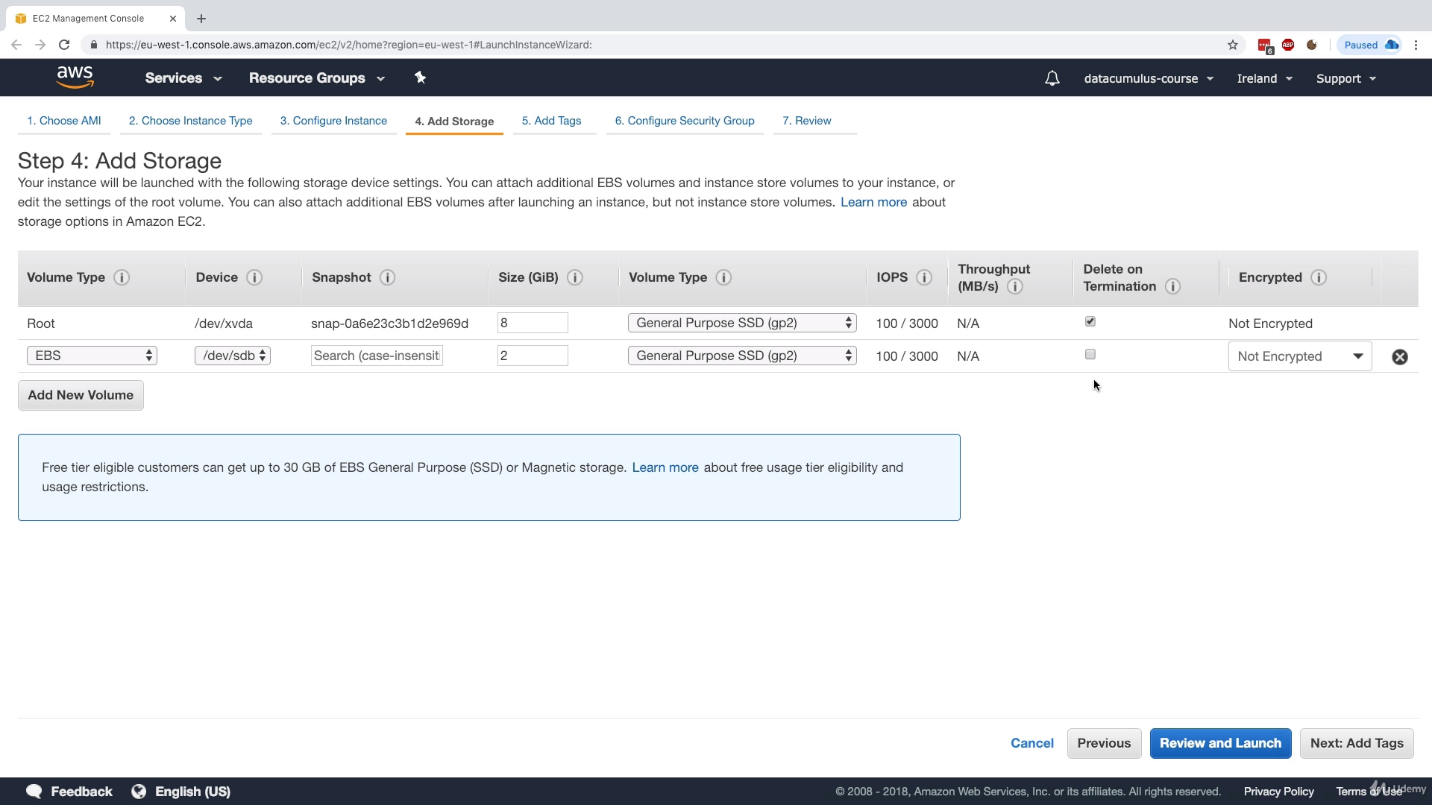 EC2 Management Console
https://eu-west-1.console.aws.amazon.com/ec2/v2/home?region=eu-west-1#LaunchInstanceWizard:
6
ABP
Paused
aws
Services
Resource Groups
datacumulus-course
Ireland
Support
1. Choose AMI
2. Choose Instance Type
3. Configure Instance
4. Add Storage
5. Add Tags
6. Configure Security Group
7. Review
Step 4: Add Storage
Your instance will be launched with the following storage device settings. You can attach additional EBS volumes and instance store volumes to your instance, or
edit the settings of the root volume. You can also attach additional EBS volumes after launching an instance, but not instance store volumes. Learn more about
storage options in Amazon EC2.
Volume Type
Device
Snapshot
Size (GiB)
Volume Type
IOPS
Throughput
(MB/s)
Delete on
Termination
Encrypted
Root
/dev/xvda
snap-0a6e23c3b1d2e969d
8
General Purpose SSD (gp2)
100 / 3000
N/A
Not Encrypted
EBS
/dev/sdb
Search (case-insensit
2
General Purpose SSD (gp2)
100 / 3000
N/A
Not Encrypted
Add New Volume
Free tier eligible customers can get up to 30 GB of EBS General Purpose (SSD) or Magnetic storage. Learn more about free usage tier eligibility and
usage restrictions.
Cancel
Previous
Review and Launch
Next: Add Tags
Feedback
English (US)
© 2008 - 2018, Amazon Web Services, Inc. or its affiliates. All rights reserved.
Privacy Policy
Terms of Use
Udemy